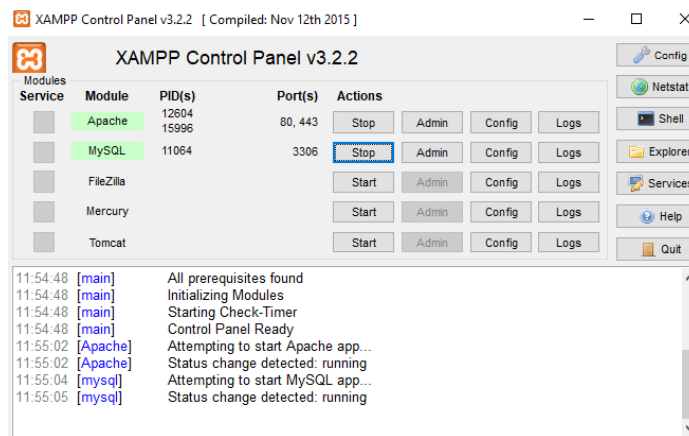 XAMPP Control Panel v3.2.2 [ Compiled: Nov 12th 2015 ]
XAMPP Control Panel v3.2.2
Config
Modules
Service Module PID(s) Port(s) Actions
Netstat
Apache 12604 15996 80, 443 Stop Admin Config Logs
Shell
MySQL 11064 3306 Stop Admin Config Logs
Explorer
FileZilla Start Admin Config Logs
Services
Mercury Start Admin Config Logs
Help
Tomcat Start Admin Config Logs
Quit
11:54:48 [main] All prerequisites found
11:54:48 [main] Initializing Modules
11:54:48 [main] Starting Check-Timer
11:54:48 [main] Control Panel Ready
11:55:02 [Apache] Attempting to start Apache app...
11:55:02 [Apache] Status change detected: running
11:55:04 [mysql] Attempting to start MySQL app...
11:55:05 [mysql] Status change detected: running